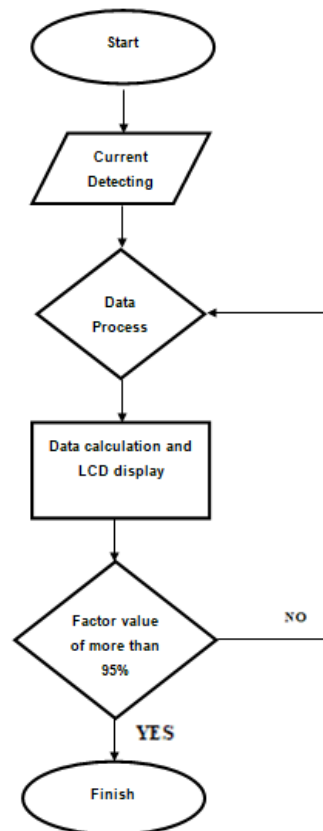 Start
Current
Detecting
Data
Process
Data calculation and
LCD display
Factor value
of more than
95%
NO
YES
Finish